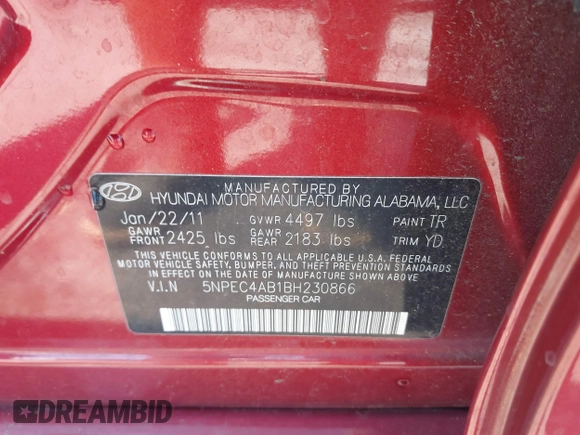 MANUFACTURED BY
HYUNDAI MOTOR MANUFACTURING ALABAMA, LLC
Jan/22/11 GVWR 4497 lbs PAINT TR
GAWR FRONT 2425 lbs GAWR REAR 2183 lbs TRIM YD
THIS VEHICLE CONFORMS TO ALL APPLICABLE U.S.A. FEDERAL
MOTOR VEHICLE SAFETY, BUMPER, AND THEFT PREVENTION STANDARDS
IN EFFECT ON THE DATE OF MANUFACTURE SHOWN ABOVE
V.I.N 5NPEC4AB1BH230866
PASSENGER CAR
DREAMBID